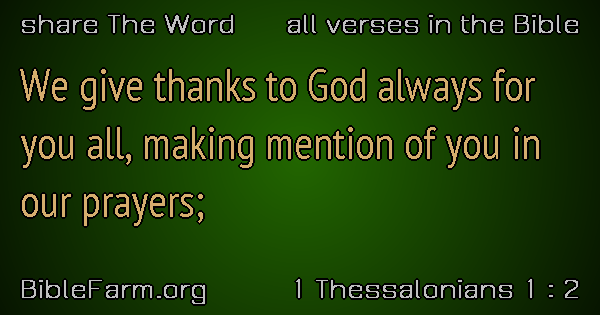 share The Word all verses in the Bible
We give thanks to God always for
you all, making mention of you in
our prayers;
BibleFarm.org 1 Thessalonians 1 : 2